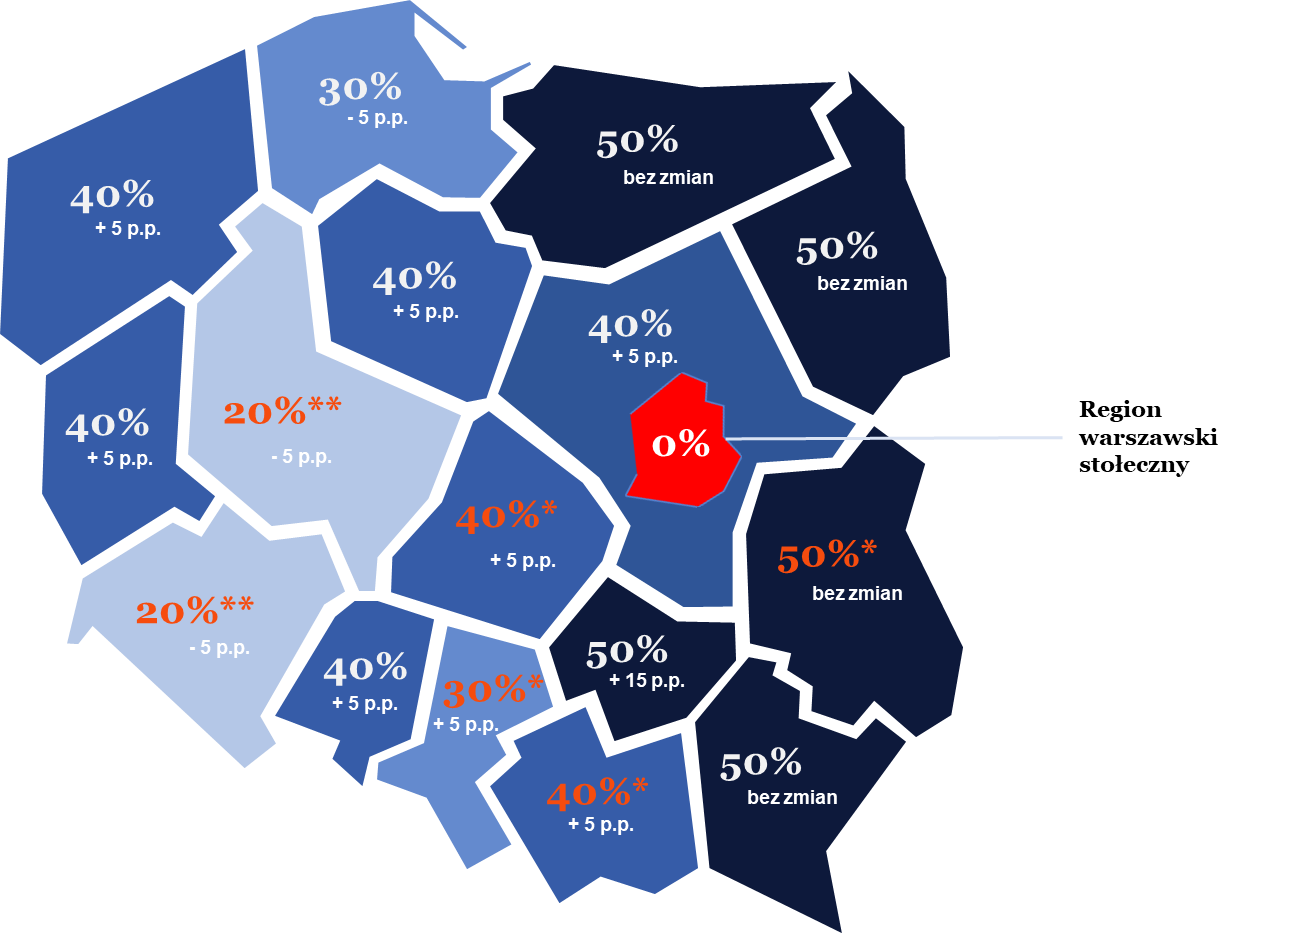 30%
- 5 p.p.
50%
bez zmian
40%
+ 5 p.p.
50%
bez zmian
40%
+ 5 p.p.
40%
+ 5 p.p.
20%**
- 5 p.p.
40%
+ 5 p.p.
0%
Region
warszawski
stołeczny
40%*
+ 5 p.p.
50%*
bez zmian
20%**
- 5 p.p.
40%
+ 5 p.p.
30%*
+ 5 p.p.
50%
+ 15 p.p.
50%
bez zmian
40%*
+ 5 p.p.